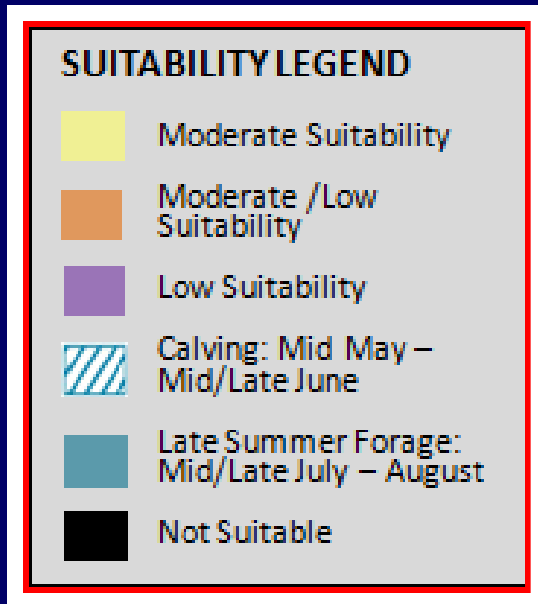 SUITABILITY LEGEND
Moderate Suitability
Moderate /Low
Suitability
Low Suitability
Calving: Mid May –
Mid/Late June
Late Summer Forage:
Mid/Late July – August
Not Suitable